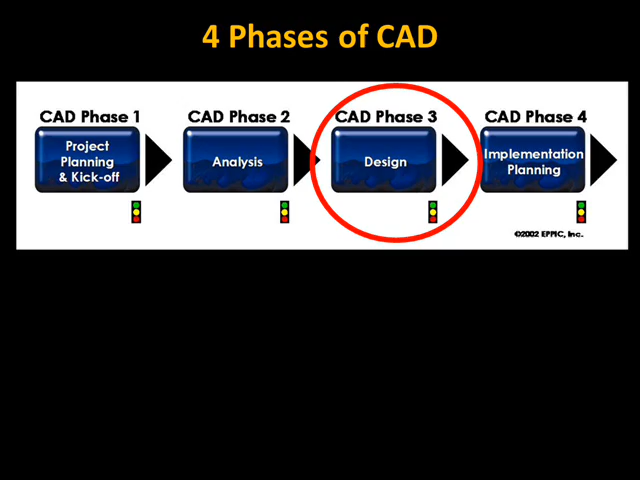 4 Phases of CAD
CAD Phase 1
CAD Phase 2
CAD Phase 3
CAD Phase 4
Project
Planning
& Kick-off
Analysis
Design
Implementation
Planning
©2002 EPPIC, Inc.